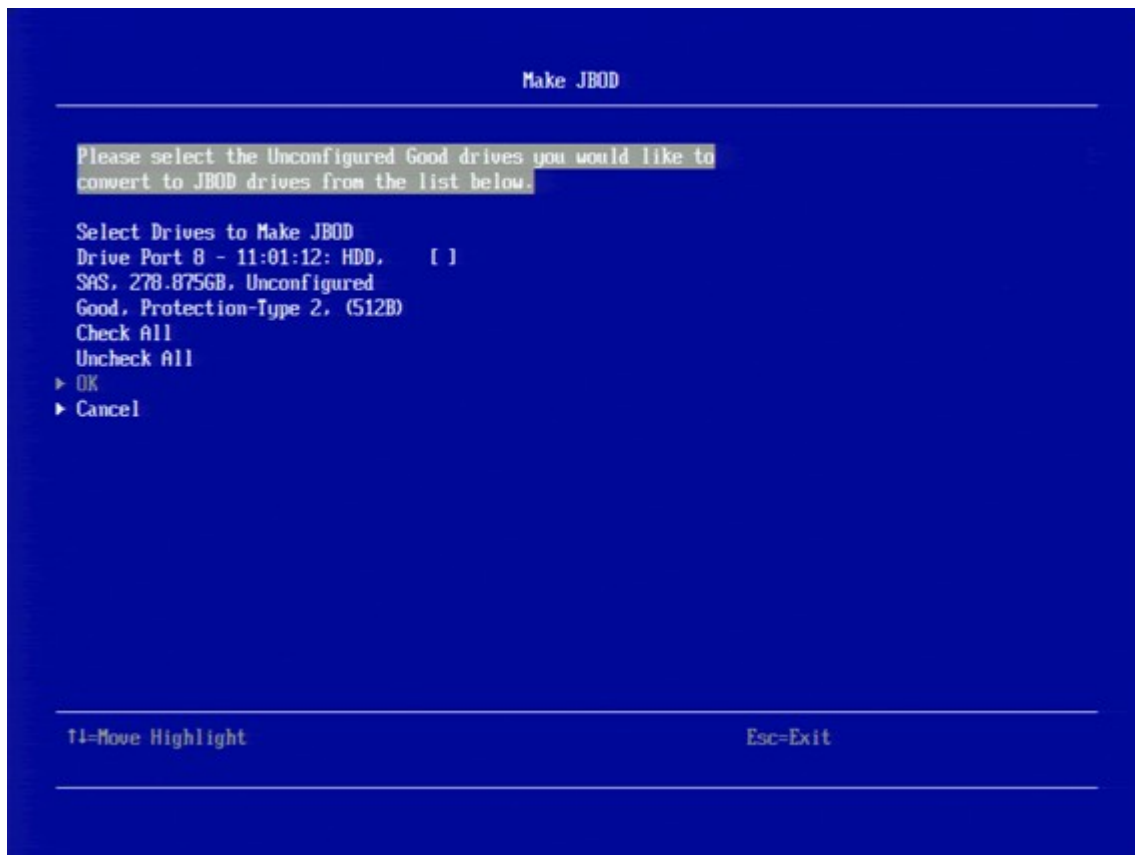 Make JBOD
Please select the Unconfigured Good drives you would like to
convert to JBOD drives from the list below.
Select Drives to Make JBOD
Drive Port 8 - 11:01:12: HDD, [ ]
SAS, 278.875GB, Unconfigured
Good, Protection-Type 2, (512B)
Check All
Uncheck All
▶ OK
▶ Cancel
↑↓=Move Highlight Esc=Exit